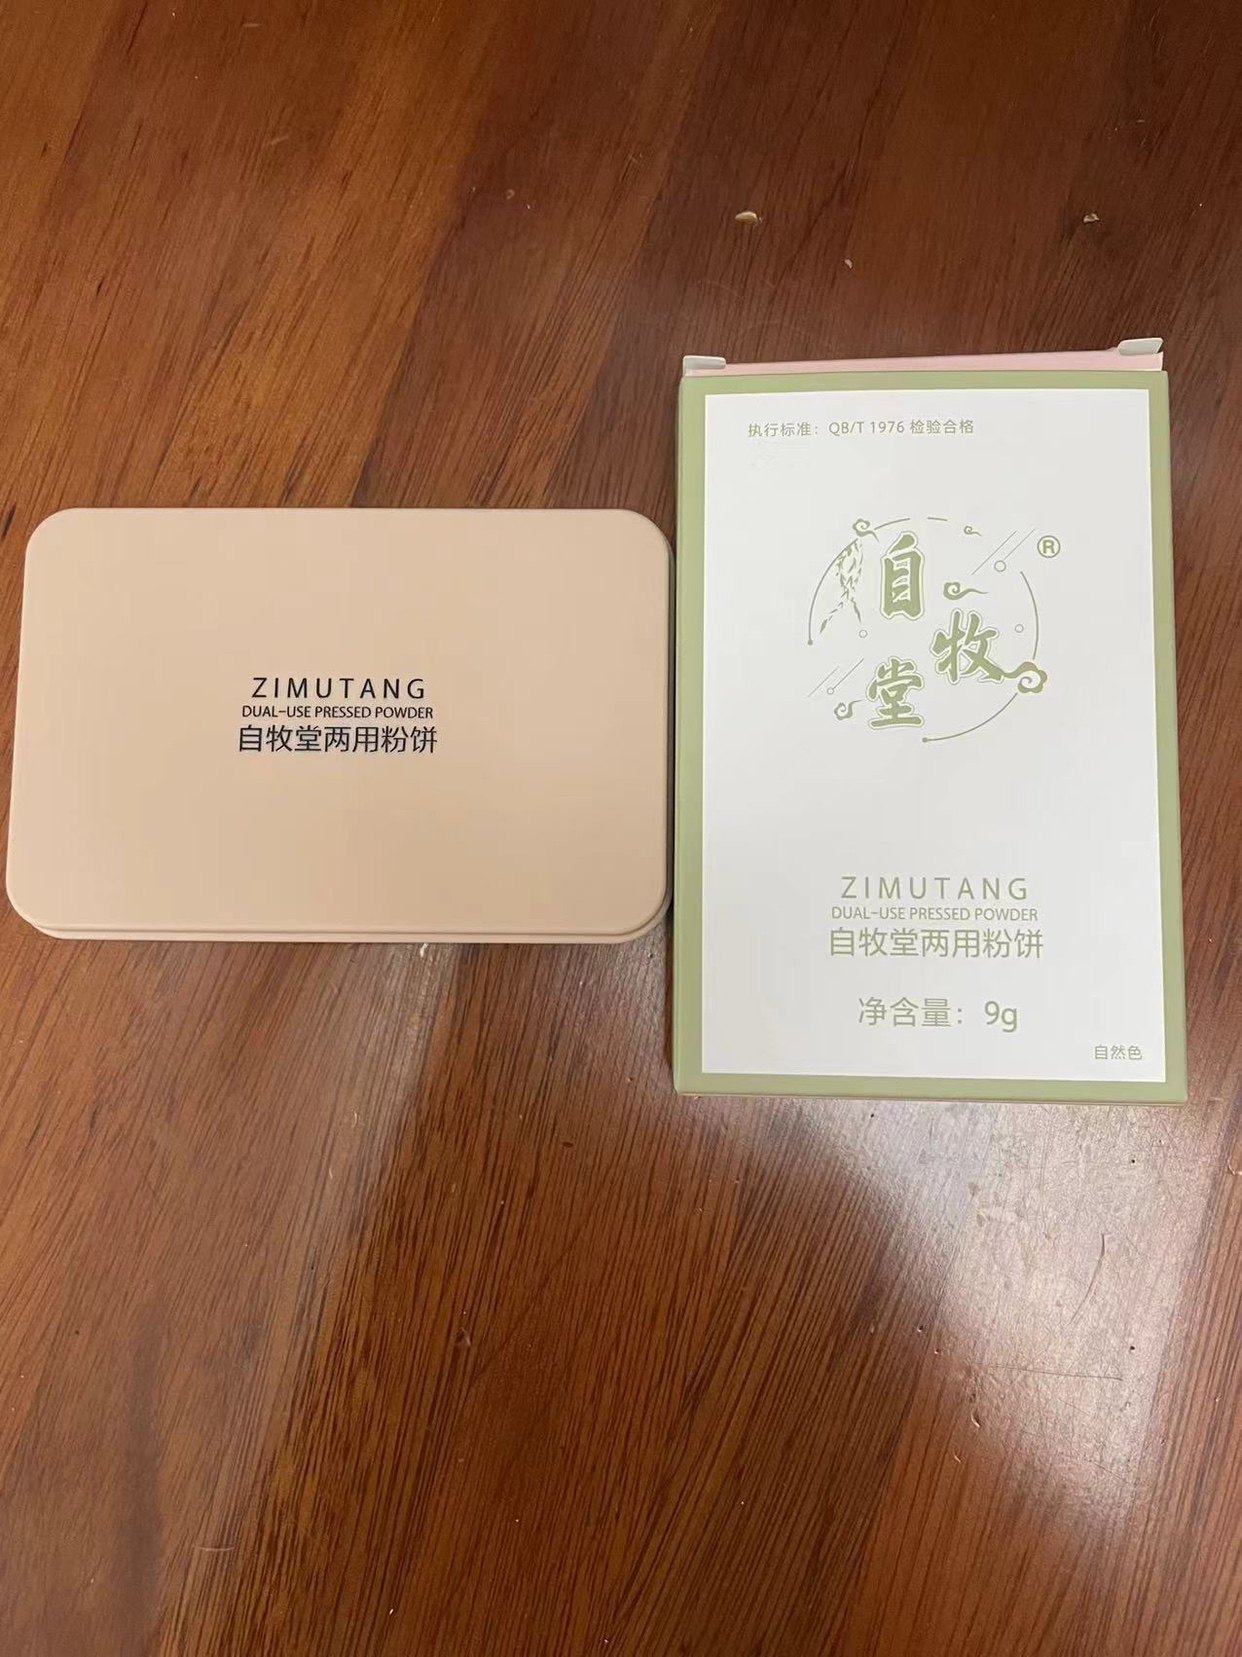 ZIMUTANG
DUAL-USE PRESSED POWDER
自牧堂两用粉饼
执行标准：QB/T 1976 检验合格
自牧堂®
ZIMUTANG
DUAL-USE PRESSED POWDER
自牧堂两用粉饼
净含量：9g
自然色